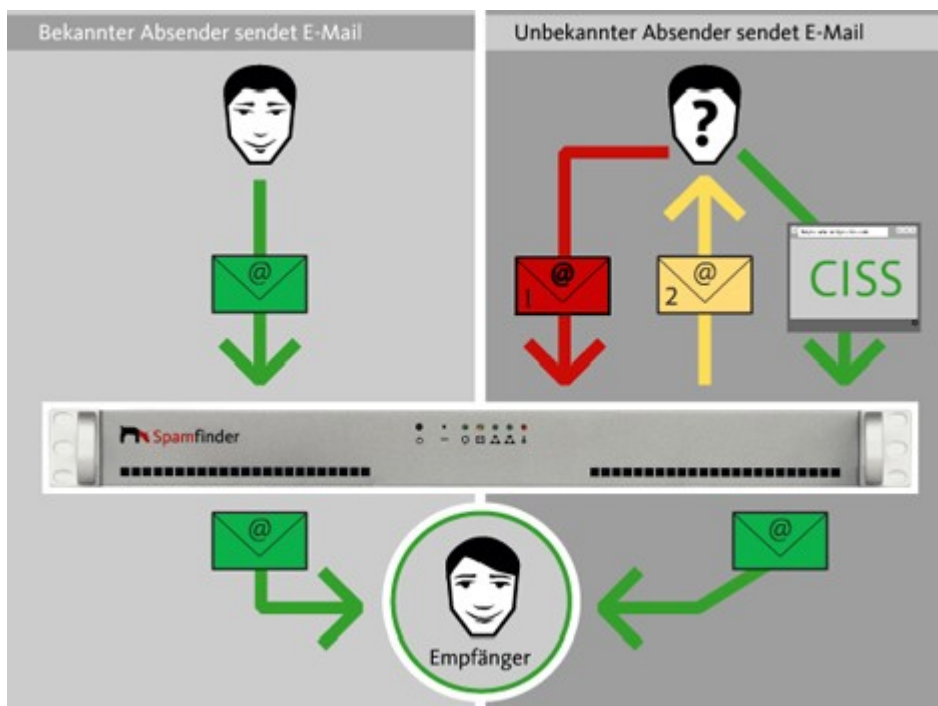 Bekannter Absender sendet E-Mail
Unbekannter Absender sendet E-Mail
?
@
@
1
@
2
CISS
Spamfinder
@
@
Empfänger